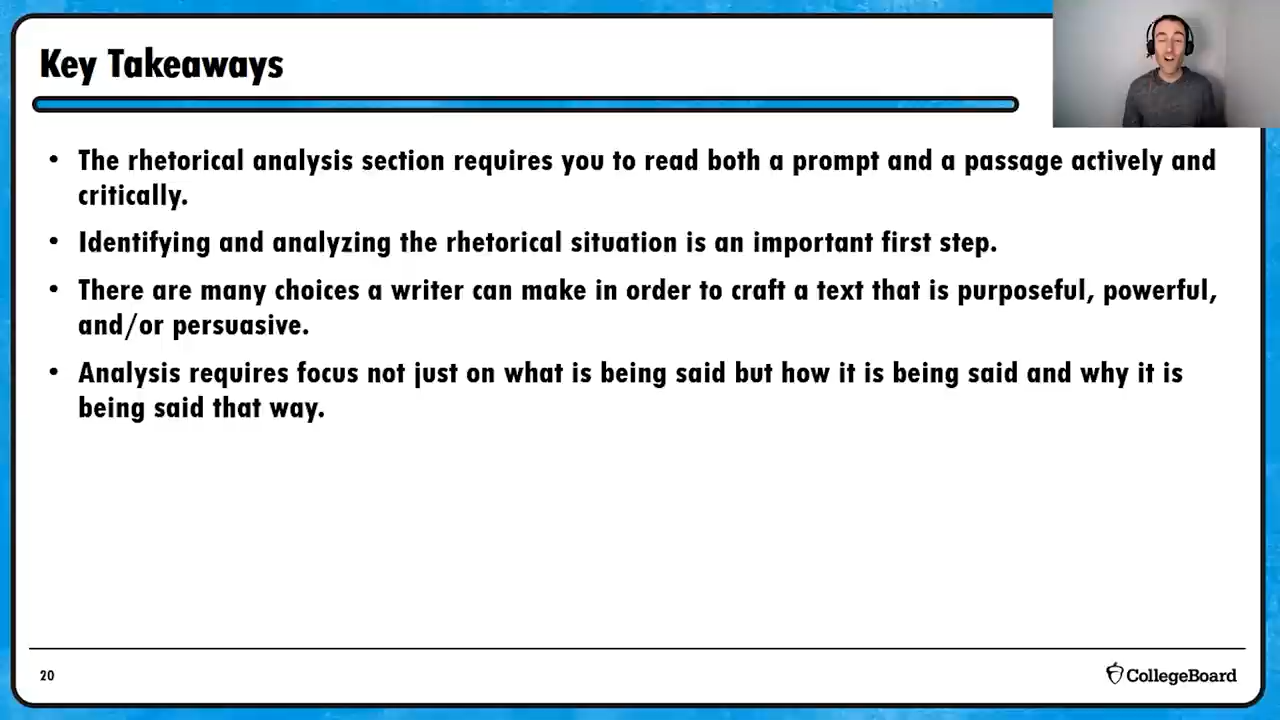 Key Takeaways
• The rhetorical analysis section requires you to read both a prompt and a passage actively and
critically.
• Identifying and analyzing the rhetorical situation is an important first step.
• There are many choices a writer can make in order to craft a text that is purposeful, powerful,
and/or persuasive.
• Analysis requires focus not just on what is being said but how it is being said and why it is
being said that way.
20
CollegeBoard